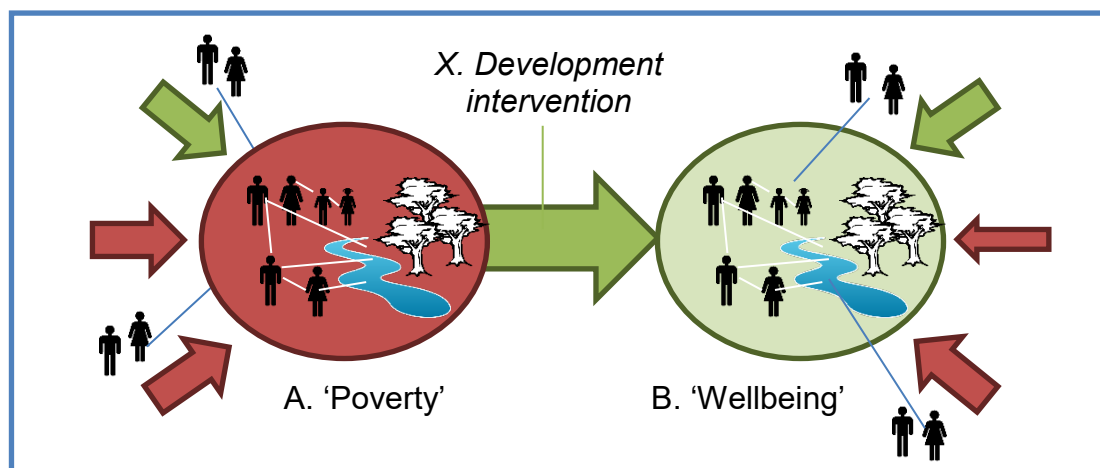 X. Development
intervention
A. ‘Poverty’
B. ‘Wellbeing’